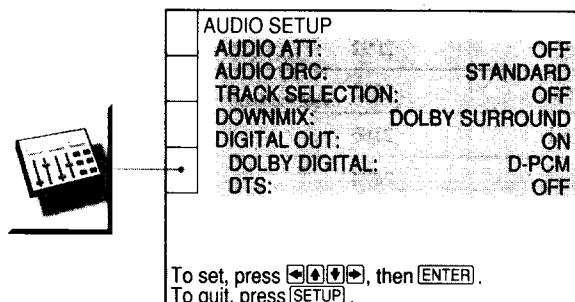 AUDIO SETUP
AUDIO ATT: OFF
AUDIO DRC: STANDARD
TRACK SELECTION: OFF
DOWNMIX: DOLBY SURROUND
DIGITAL OUT: ON
DOLBY DIGITAL: D-PCM
DTS: OFF
To set, press ←↑↓→, then ENTER.
To quit, press SETUP.